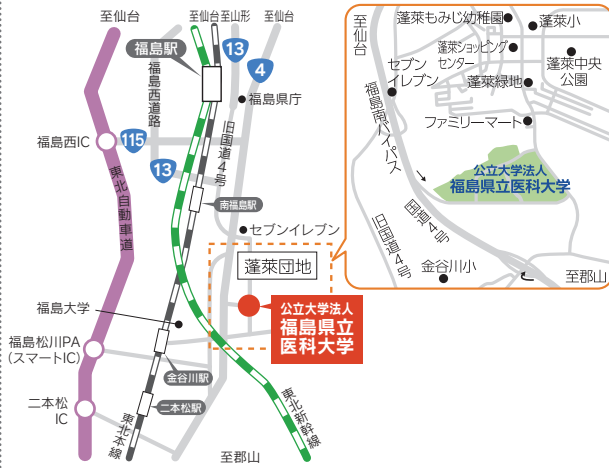 至仙台
至仙台
至山形
至仙台
福島駅
13
4
福島西道路
福島県庁
旧国道4号
福島西IC
115
13
東北自動車道
南福島駅
セブンイレブン
蓬莱団地
福島大学
公立大学法人
福島県立
医科大学
福島松川PA
(スマートIC)
金谷川駅
二本松
IC
二本松駅
東北本線
至郡山
東北新幹線
至仙台
蓬莱もみじ幼稚園
蓬莱小
蓬莱ショッピング
センター
蓬莱中央
公園
セブン
イレブン
蓬莱緑地
福島南バイパス
ファミリーマート
公立大学法人
福島県立医科大学
国道4号
旧国道4号
金谷川小
至郡山